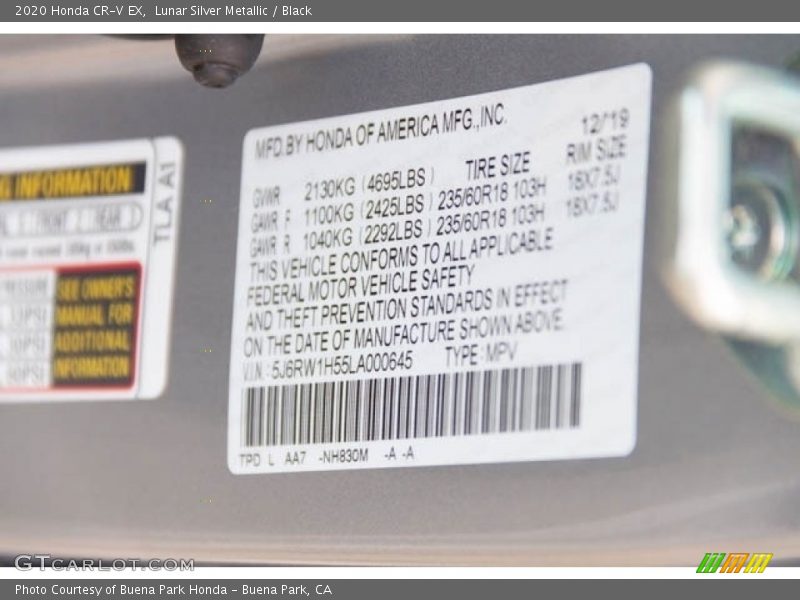 2020 Honda CR-V EX, Lunar Silver Metallic / Black
MFD.BY HONDA OF AMERICA MFG.,INC. 12/19
GVWR 2130KG (4695LBS) TIRE SIZE RIM SIZE
GAWR F 1100KG (2425LBS) 235/60R18 103H 18X7.5J
GAWR R 1040KG (2292LBS) 235/60R18 103H 18X7.5J
THIS VEHICLE CONFORMS TO ALL APPLICABLE
FEDERAL MOTOR VEHICLE SAFETY
AND THEFT PREVENTION STANDARDS IN EFFECT
ON THE DATE OF MANUFACTURE SHOWN ABOVE.
V.I.N.:5J6RW1H55LA000645 TYPE:MPV
TPD L AA7 -NH830M -A -A
INFORMATION
TLA A1
SEE OWNER'S
MANUAL FOR
ADDITIONAL
INFORMATION
GTCARLOT.COM
Photo Courtesy of Buena Park Honda - Buena Park, CA